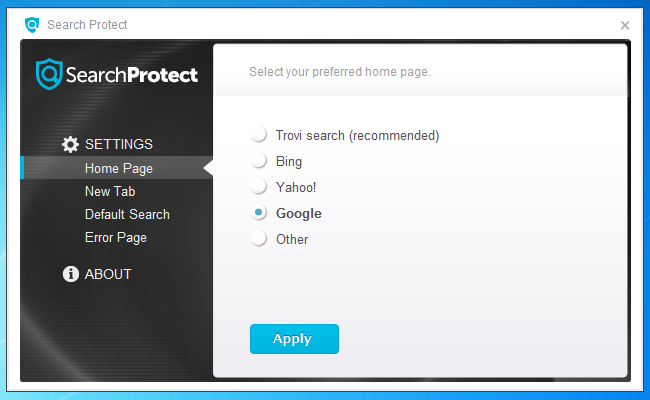 Search Protect
SearchProtect
SETTINGS
Home Page
New Tab
Default Search
Error Page
ABOUT
Select your preferred home page.
Trovi search (recommended)
Bing
Yahoo!
Google
Other
Apply